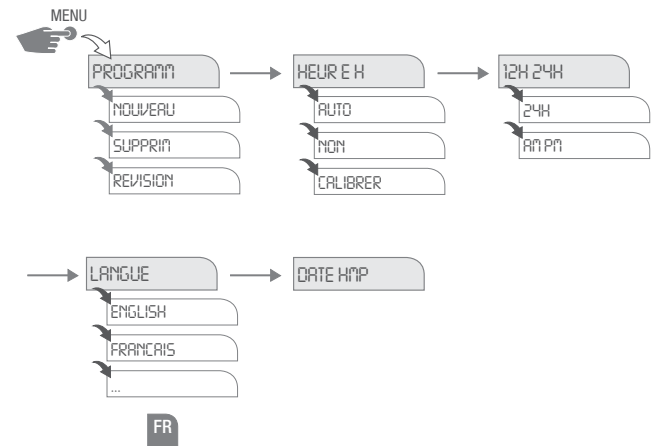 MENU
PROGRAMM
NOUVEAU
SUPPRIM
REVISION
HEUR E H
AUTO
NON
CALIBRER
12H 24H
24H
AM PM
LANGUE
ENGLISH
FRANCAIS
...
DATE HMP
FR